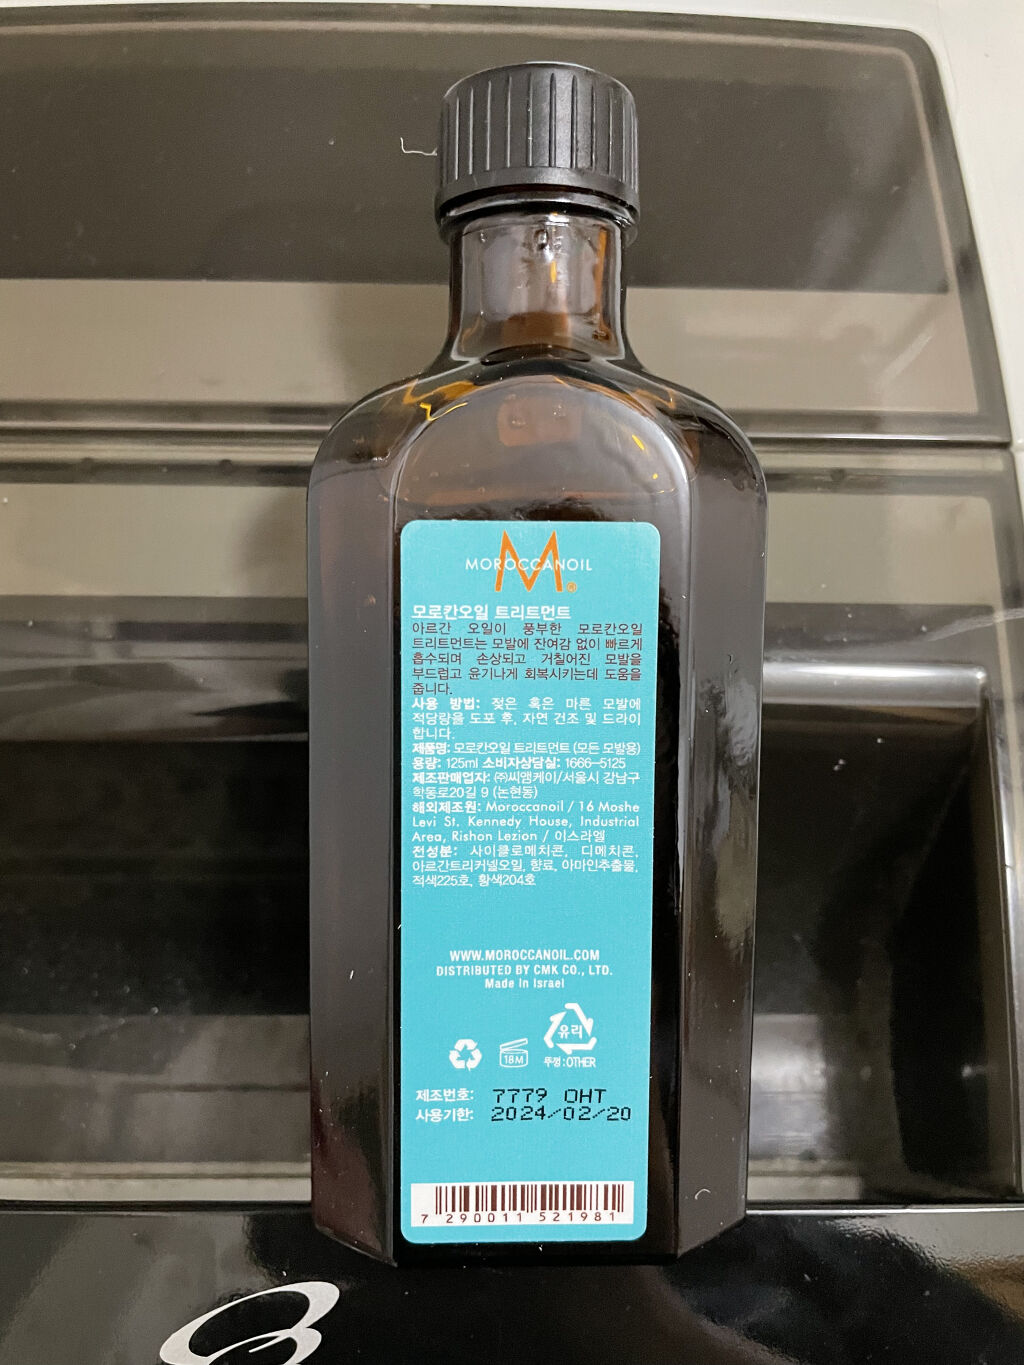 MOROCCANOIL
M®
모로칸오일 트리트먼트
아르간 오일이 풍부한 모로칸오일
트리트먼트는 모발에 잔여감 없이 빠르게
흡수되며 손상되고 거칠어진 모발을
부드럽고 윤기나게 회복시키는데 도움을
줍니다.
사용 방법: 젖은 혹은 마른 모발에
적당량을 도포 후, 자연 건조 및 드라이
합니다.
제품명: 모로칸오일 트리트먼트 (모든 모발용)
용량: 125ml 소비자상담실: 1666-5125
제조판매업자: ㈜씨앰케이/서울시 강남구
학동로20길 9 (논현동)
해외제조원: Moroccanoil / 16 Moshe
Levi St. Kennedy House, Industrial
Area, Rishon Lezion / 이스라엘
전성분: 사이클로메치콘, 디메치콘,
아르간트리커넬오일, 향료, 아마인추출물,
적색225호, 황색204호
WWW.MOROCCANOIL.COM
DISTRIBUTED BY CMK CO., LTD.
Made in Israel
18M
유리
뚜껑:OTHER
제조번호: 7779 OHT
사용기한: 2024/02/20
7 290011 521981